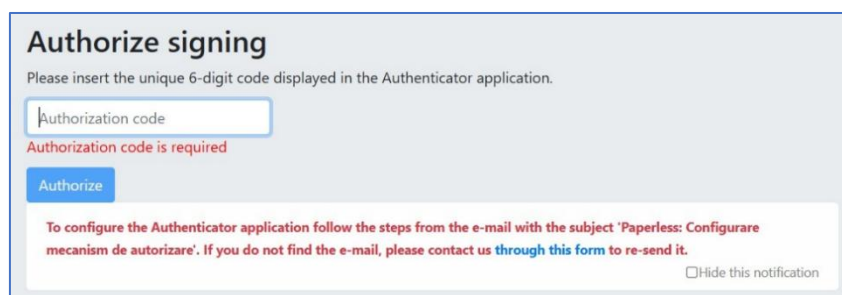 Authorize signing
Please insert the unique 6-digit code displayed in the Authenticator application.
Authorization code
Authorization code is required
Authorize
To configure the Authenticator application follow the steps from the e-mail with the subject 'Paperless: Configurare
mecanism de autorizare'. If you do not find the e-mail, please contact us through this form to re-send it.
Hide this notification